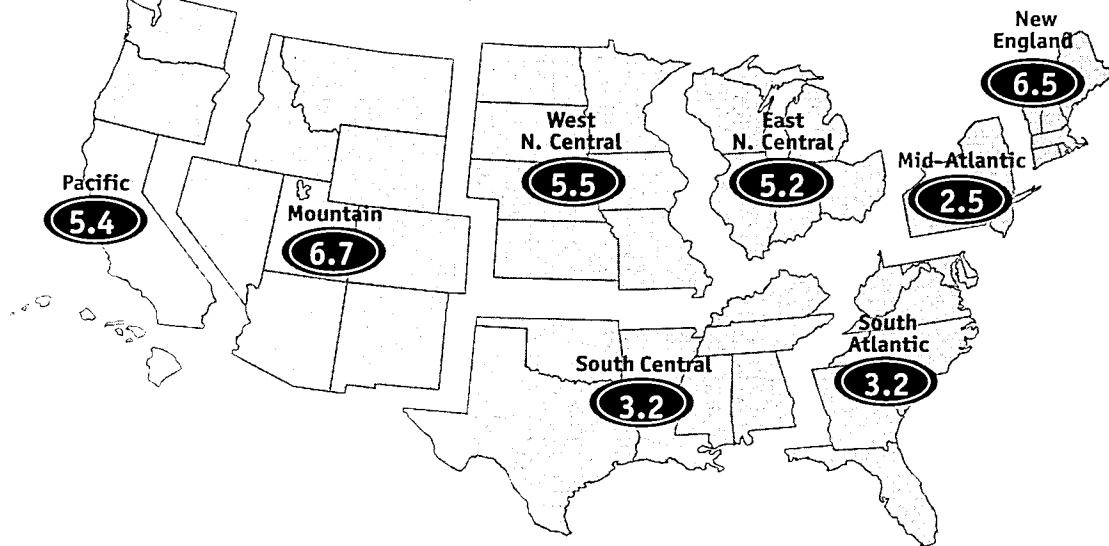 New
England
6.5
West
N. Central
5.5
East
N. Central
5.2
Mid-Atlantic
2.5
Pacific
5.4
Mountain
6.7
South Central
3.2
South
Atlantic
3.2